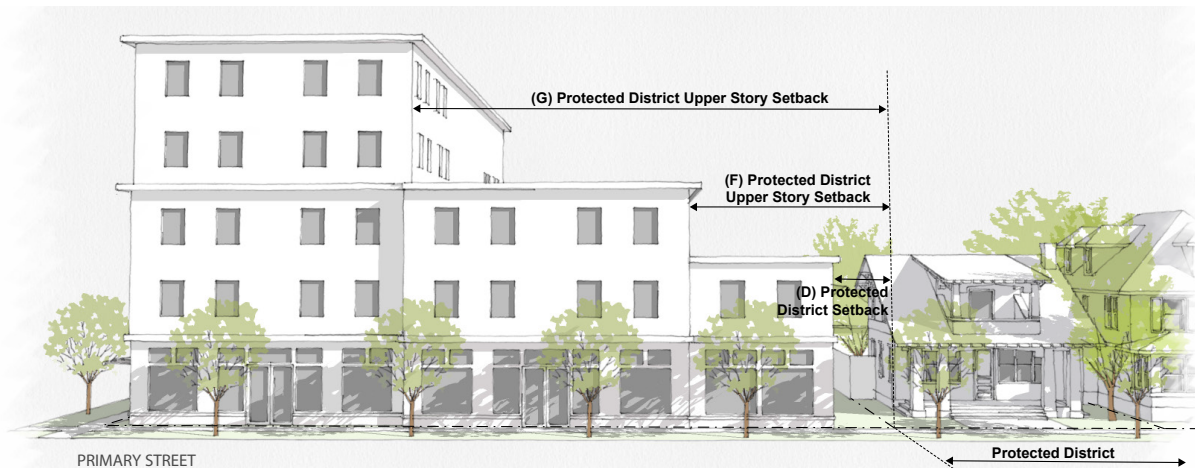 (G) Protected District Upper Story Setback
(F) Protected District
Upper Story Setback
(D) Protected
District Setback
PRIMARY STREET
Protected District